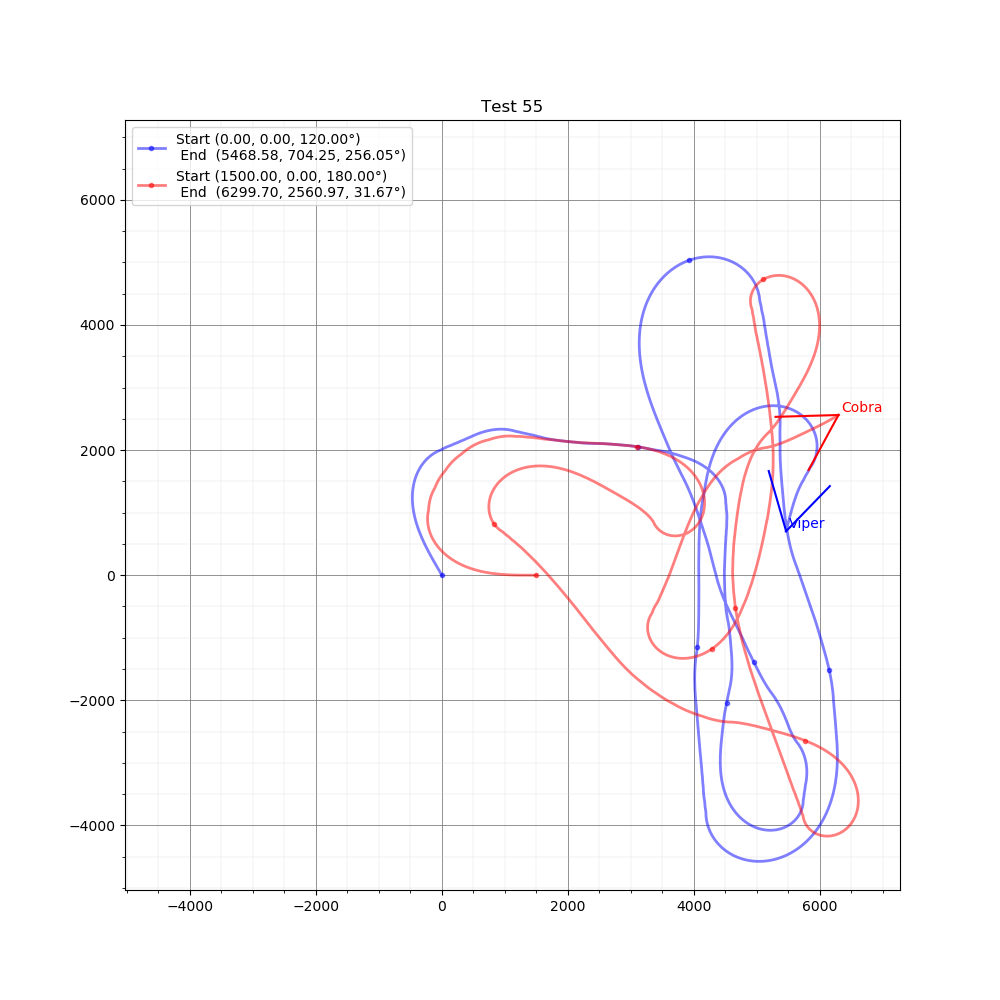 Test 55
Start (0.00, 0.00, 120.00°)
End (5468.58, 704.25, 256.05°)
Start (1500.00, 0.00, 180.00°)
End (6299.70, 2560.97, 31.67°)
6000
4000
2000
0
−2000
−4000
Cobra
Viper
−4000
−2000
0
2000
4000
6000